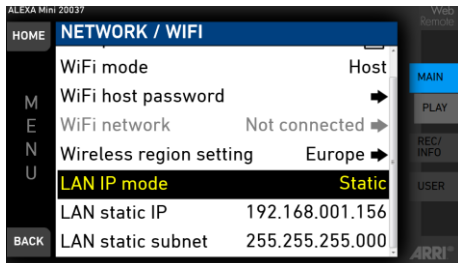 ALEXA Mini 20037
Web
Remote
HOME
NETWORK / WIFI
WiFi mode Host
MAIN
WiFi host password
PLAY
WiFi network Not connected
REC/
INFO
Wireless region setting Europe
MENU
LAN IP mode Static
USER
LAN static IP 192.168.001.156
BACK
LAN static subnet 255.255.255.000
ARRI®